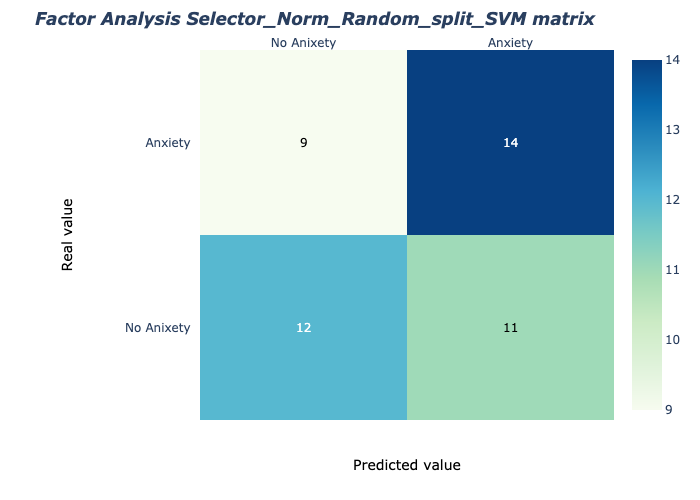 Factor Analysis Selector_Norm_Random_split_SVM matrix
No Anixety Anxiety
14
13
12
11
10
9
Anxiety 9 14
No Anixety 12 11
Real value
Predicted value